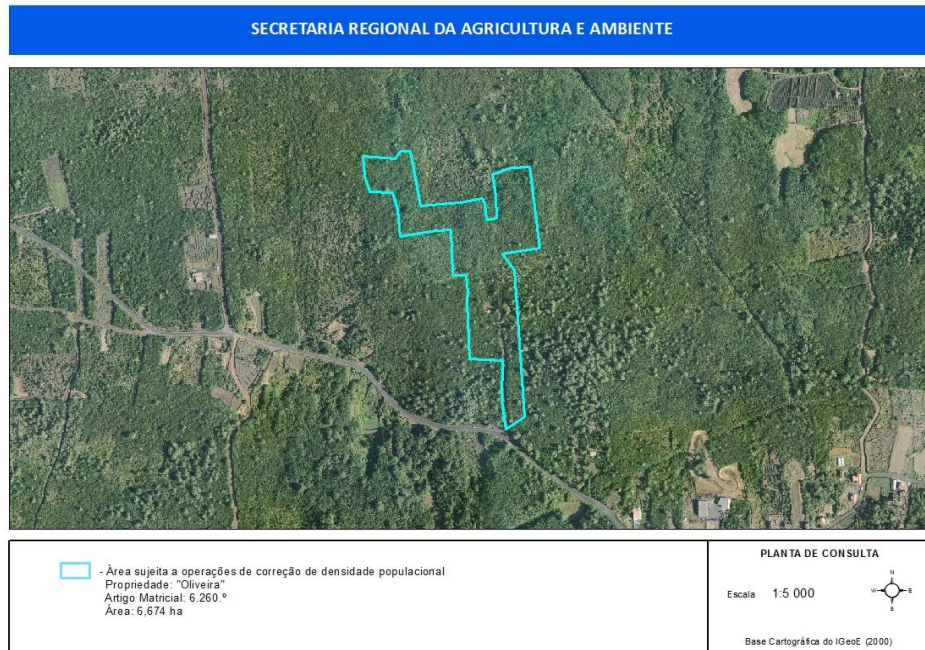 SECRETARIA REGIONAL DA AGRICULTURA E AMBIENTE
- Área sujeita a operações de correção de densidade populacional
Propriedade: "Oliveira"
Artigo Matricial: 6.260.º
Área: 6,674 ha
PLANTA DE CONSULTA
Escala 1:5 000
N
W E
S
Base Cartográfica do IGeoE (2000)